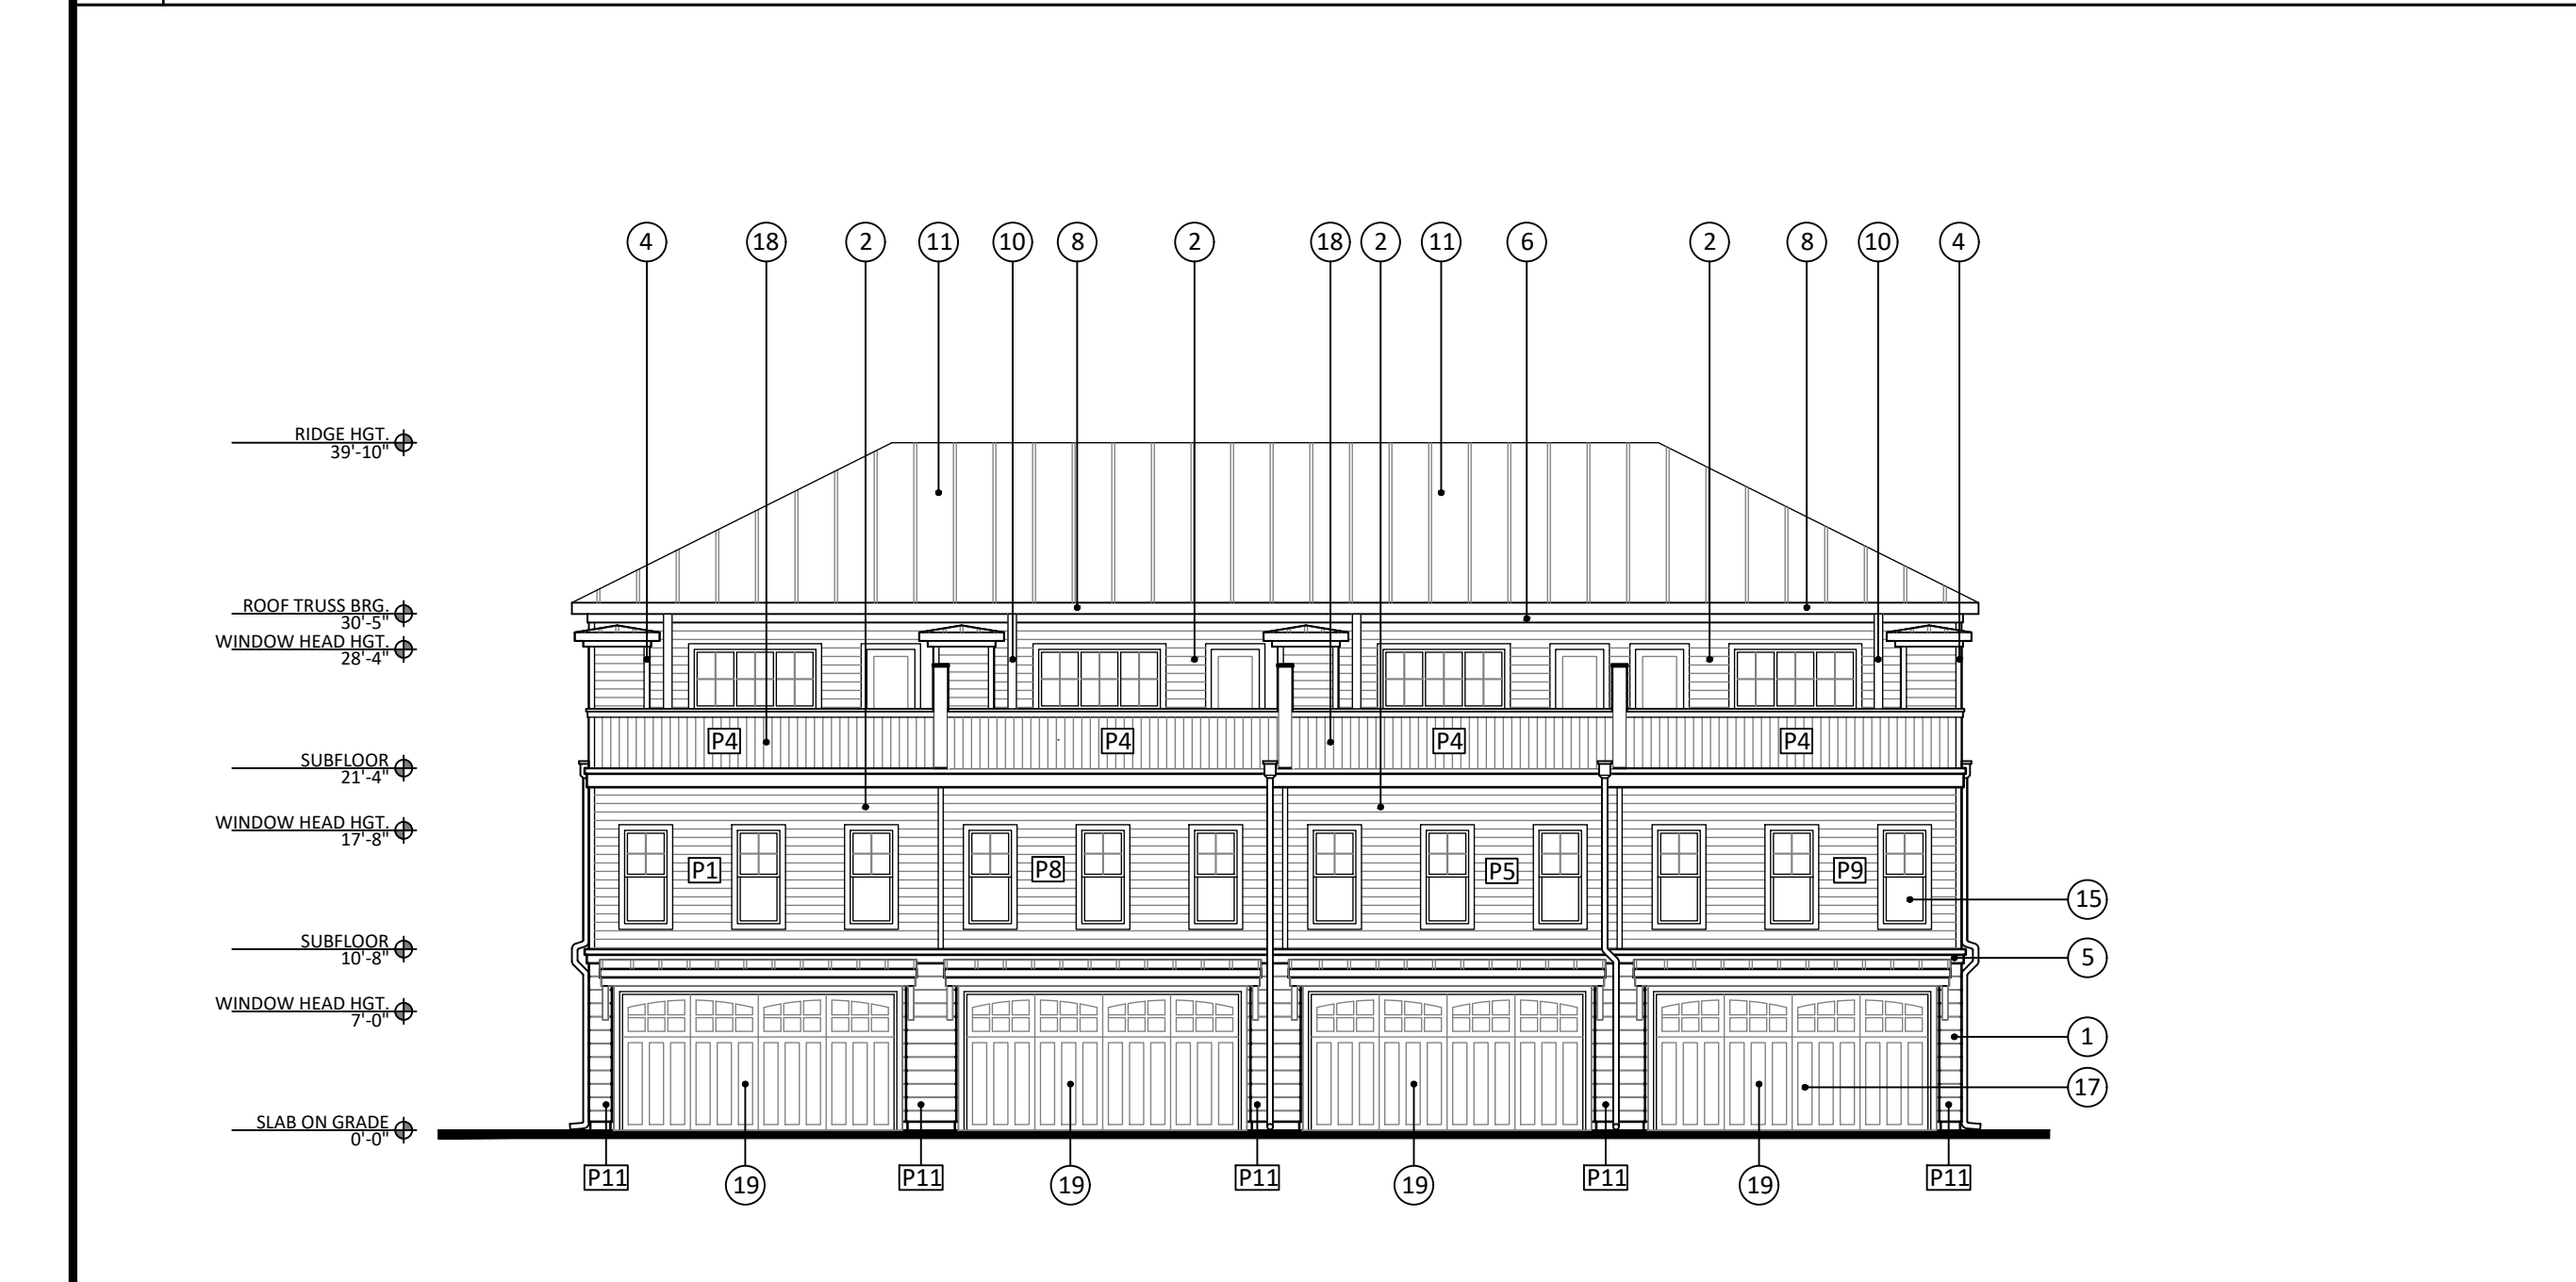 4 18 2 11 10 8 2 18 2 11 6 2 8 10 4
RIDGE HGT.
39'-10"
ROOF TRUSS BRG.
30'-5"
WINDOW HEAD HGT.
28'-4"
P4 P4 P4 P4
SUBFLOOR
21'-4"
WINDOW HEAD HGT.
17'-8"
P1 P8 P5 P9
15
SUBFLOOR
10'-8"
5
WINDOW HEAD HGT.
7'-0"
1
17
SLAB ON GRADE
0'-0"
P11 19 P11 19 P11 19 P11 19 P11